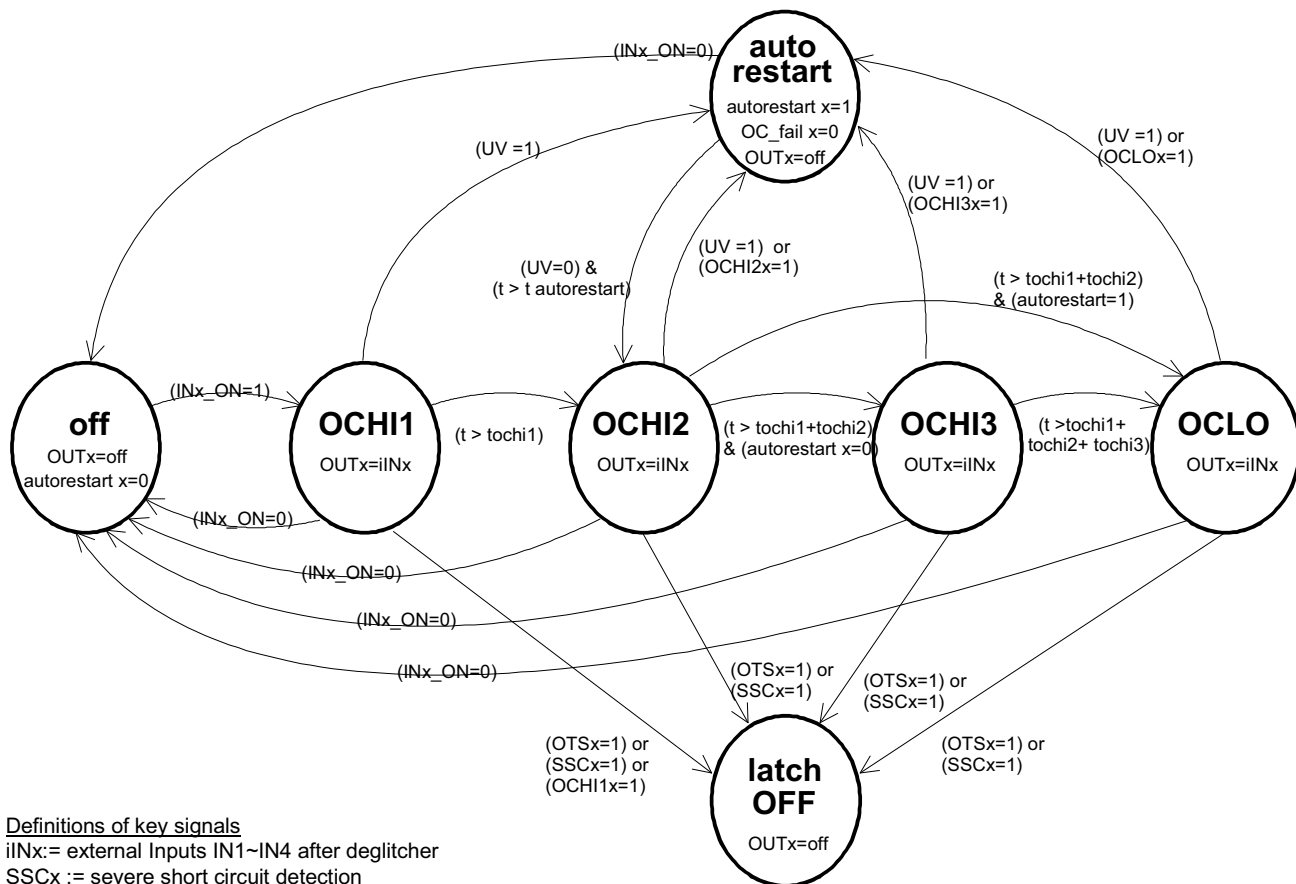 (INx_ON=0)
auto
restart
autorestart x=1
OC_fail x=0
OUTx=off
(UV =1)
(UV =1) or
(OCLOx=1)
(UV =1) or
(OCHI3x=1)
(UV =1) or
(OCHI2x=1)
(UV=0) &
(t > t autorestart)
(t > tochi1+tochi2)
& (autorestart=1)
off
OUTx=off
autorestart x=0
(INx_ON=1)
OCHI1
OUTx=iINx
(t > tochi1)
OCHI2
OUTx=iINx
(t > tochi1+tochi2)
& (autorestart x=0)
OCHI3
OUTx=iINx
(t >tochi1+
tochi2+ tochi3)
OCLO
OUTx=iINx
(INx_ON=0)
(INx_ON=0)
(INx_ON=0)
(INx_ON=0)
(OTSx=1) or
(SSCx=1) or
(OCHI1x=1)
(OTSx=1) or
(SSCx=1)
(OTSx=1) or
(SSCx=1)
(OTSx=1) or
(SSCx=1)
latch
OFF
OUTx=off
Definitions of key signals
iINx:= external Inputs IN1~IN4 after deglitcher
SSCx := severe short circuit detection